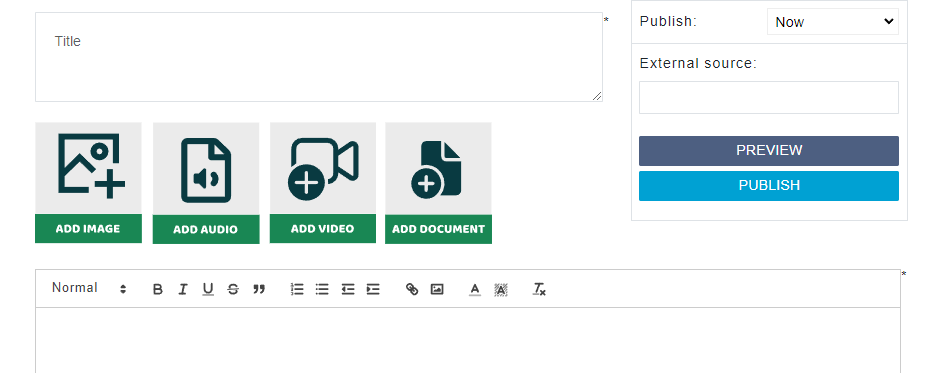 Title
*
Publish:
Now
External source:
PREVIEW
PUBLISH
ADD IMAGE
ADD AUDIO
ADD VIDEO
ADD DOCUMENT
Normal
*